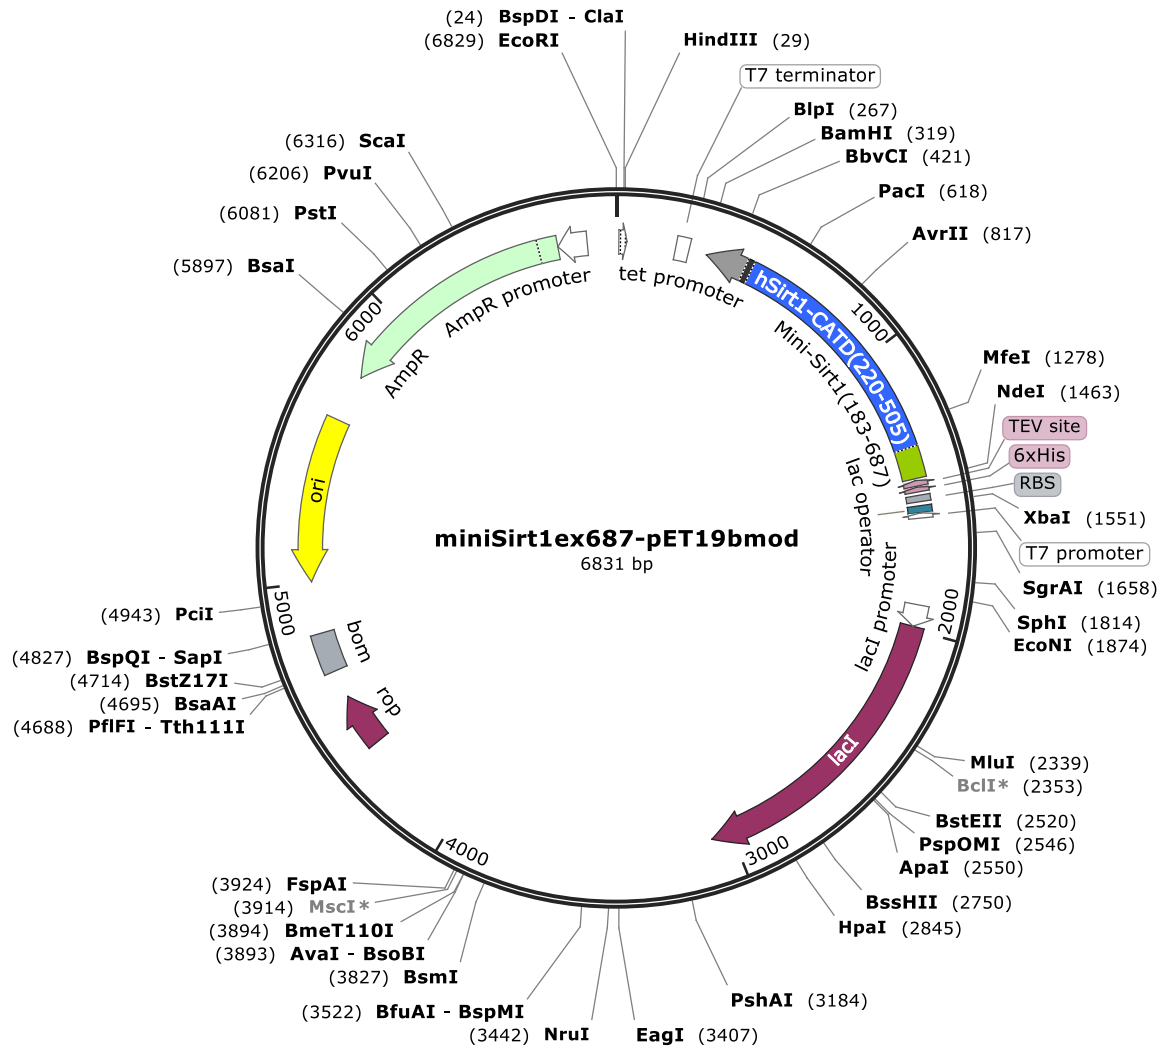 (24) BspDI - ClaI
(6829) EcoRI
HindIII (29)
T7 terminator
BlpI (267)
BamHI (319)
BbvCI (421)
PacI (618)
AvrII (817)
MfeI (1278)
NdeI (1463)
TEV site
6xHis
RBS
XbaI (1551)
T7 promoter
SgrAI (1658)
SphI (1814)
EcoNI (1874)
MluI (2339)
BclI* (2353)
BstEII (2520)
PspOMI (2546)
ApaI (2550)
BssHII (2750)
HpaI (2845)
PshAI (3184)
EagI (3407)
(3442) NruI
(3522) BfuAI - BspMI
(3827) BsmI
(3893) AvaI - BsoBI
(3894) BmeT110I
(3914) MscI*
(3924) FspAI
(4688) PflFI - Tth111I
(4695) BsaAI
(4714) BstZ17I
(4827) BspQI - SapI
(4943) PciI
(5897) BsaI
(6081) PstI
(6206) PvuI
(6316) ScaI
1000
2000
3000
4000
5000
6000
tet promoter
hSirt1-CATD(220-505)
Mini-Sirt1(183-687)
lac operator
lacI promoter
lacI
rop
bom
ori
AmpR
AmpR promoter
miniSirt1ex687-pET19bmod
6831 bp